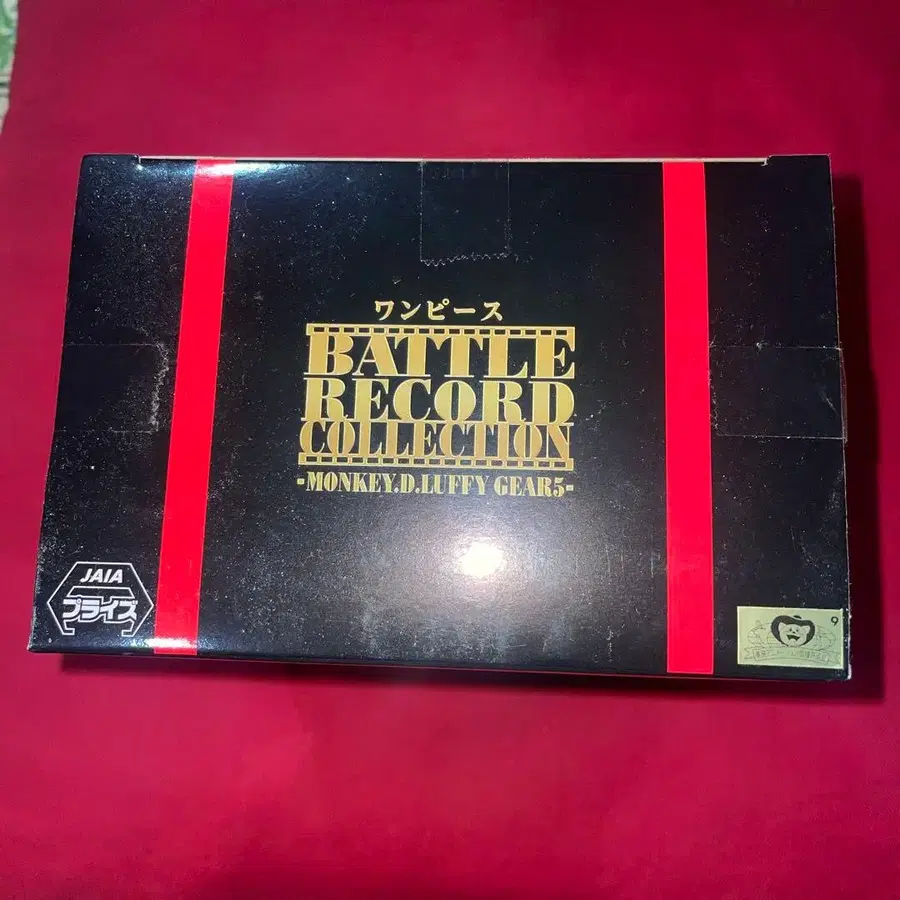 ワンピース
BATTLE
RECORD
COLLECTION
-MONKEY.D.LUFFY GEAR5-
JAIA
プライズ
9